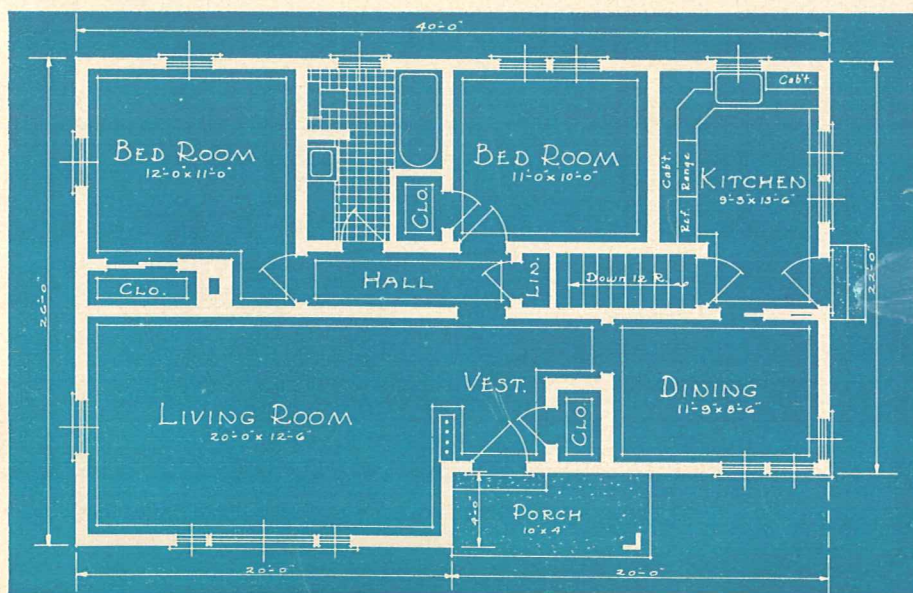 40'-0"
BED ROOM
12'-0" x 11'-0"
CLO.
BED ROOM
11'-0" x 10'-0"
Cab't.
Cab't.
Range
Ref.
KITCHEN
9'-3" x 13'-6"
26'-0"
22'-0"
CLO.
HALL
LIN.
Down 12 R.
LIVING ROOM
20'-0" x 12'-6"
VEST.
CLO.
DINING
11'-9" x 8'-6"
4'-0"
PORCH
10' x 4'
20'-0"
20'-0"